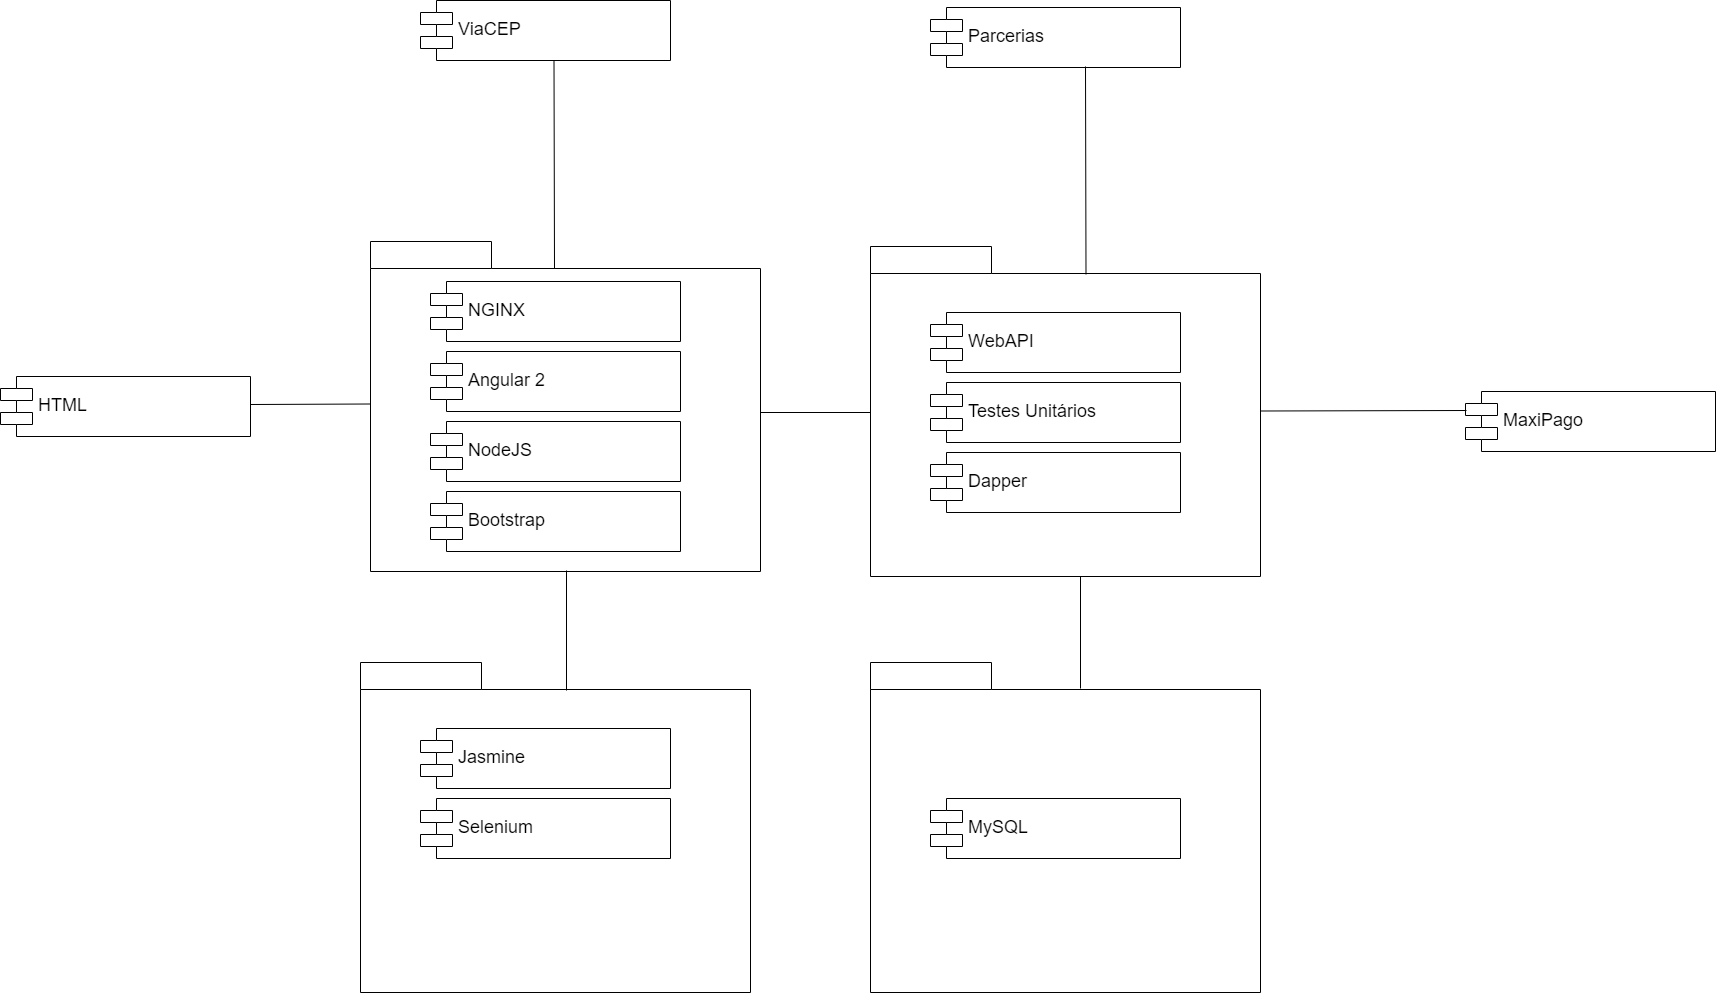 ViaCEP
Parcerias
NGINX
Angular 2
NodeJS
Bootstrap
HTML
WebAPI
Testes Unitários
Dapper
MaxiPago
Jasmine
Selenium
MySQL